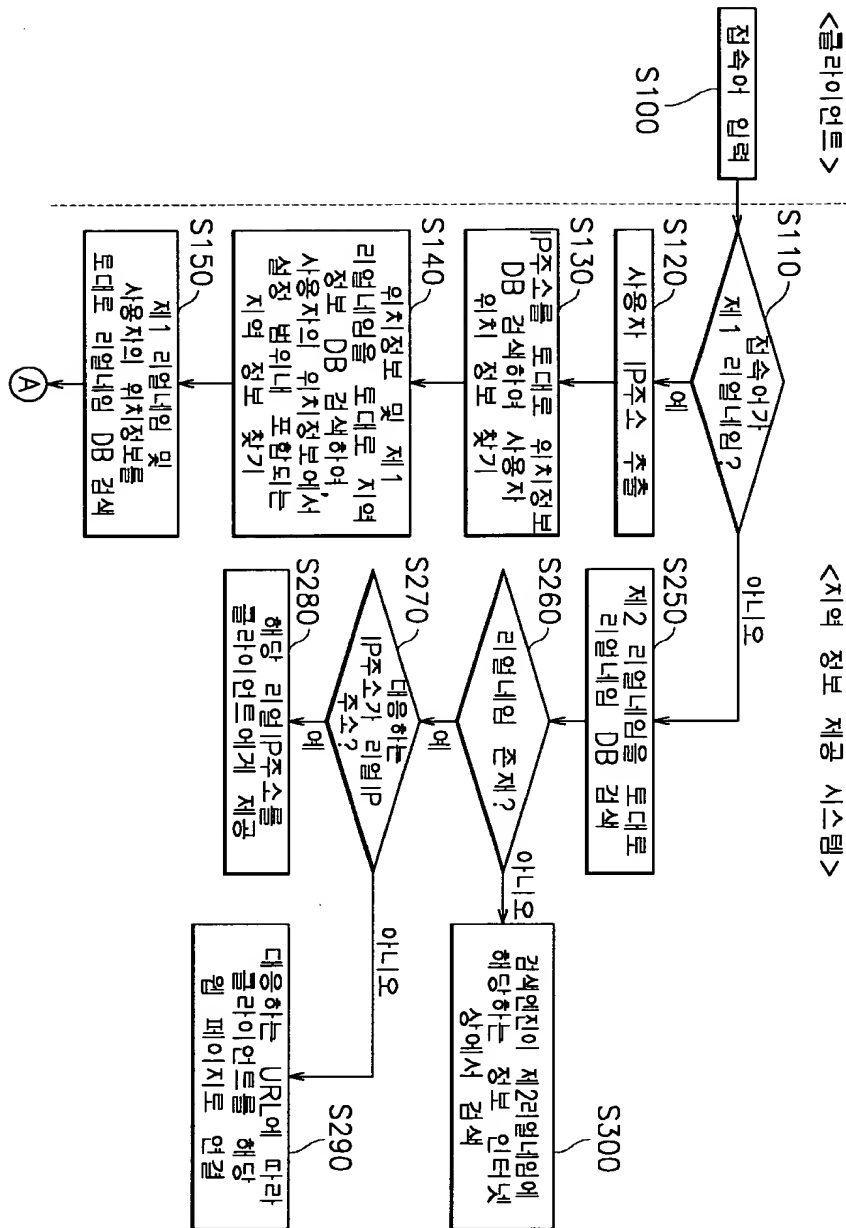 <클라이언트>
<지역 정보 제공 시스템>
접속어 입력
S100
S110
접속어가
제1 리얼네임?
예
아니오
S120
사용자 IP주소 추출
S130
IP주소를 토대로 위치정보
DB 검색하여 사용자
위치 정보 찾기
S140
위치정보 및 제1
리얼네임을 토대로 지역
정보 DB 검색하여
사용자의 위치정보에서
설정 범위내 포함되는
지역 정보 찾기
S150
제1 리얼네임 및
사용자의 위치정보를
토대로 리얼네임 DB 검색
A
S250
제2 리얼네임을 토대로
리얼네임 DB 검색
S260
리얼네임 존재?
예
아니오
S270
대응하는
IP주소가 리얼IP
주소?
예
아니오
S280
해당 리얼IP주소를
클라이언트에게 제공
S300
검색엔진이 제2리얼네임에
해당하는 정보 인터넷
상에서 검색
S290
대응하는 URL에 따라
클라이언트를 해당
웹 페이지로 연결